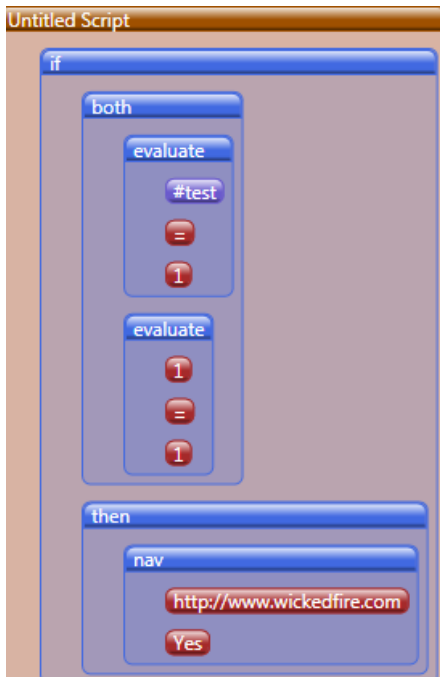 Untitled Script
if
both
evaluate
#test
=
1
evaluate
1
=
1
then
nav
http://www.wickedfire.com
Yes